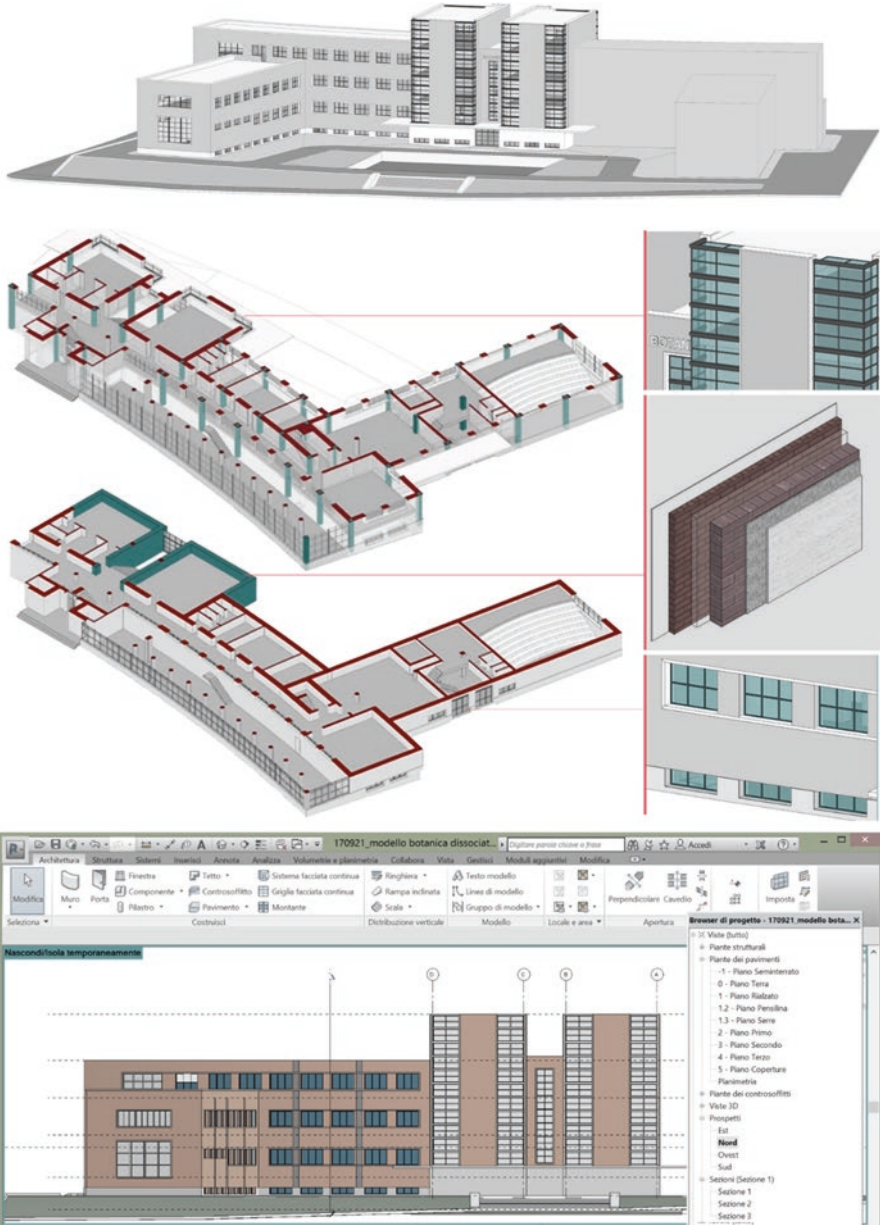 BOTAN
170921_modello botanica dissociat...
Digitare parola chiave o frase
Accedi
Architettura Struttura Sistemi Inserisci Annota Analizza Volumetrie e planimetria Collabora Vista Gestisci Moduli aggiuntivi Modifica
Modifica
Muro
Porta
Finestra
Componente
Pilastro
Tetto
Controsoffitto
Pavimento
Sistema facciata continua
Griglia facciata continua
Montante
Ringhiera
Rampa inclinata
Scala
Testo modello
Linea di modello
Gruppo di modello
Perpendicolare
Cavedio
Imposta
Seleziona
Costruisci
Distribuzione verticale
Modello
Locale e area
Apertura
Nascondi/Isola temporaneamente
D
C
B
A
Browser di progetto - 170921_modello bota...
Viste (tutto)
Piante strutturali
Piante dei pavimenti
-1 - Piano Seminterrato
0 - Piano Terra
1 - Piano Rialzato
1.2 - Piano Pensilina
1.3 - Piano Serre
2 - Piano Primo
3 - Piano Secondo
4 - Piano Terzo
5 - Piano Coperture
Planimetria
Piante dei controsoffitti
Viste 3D
Prospetti
Est
Nord
Ovest
Sud
Sezioni (Sezione 1)
Sezione 1
Sezione 2
Sezione 3